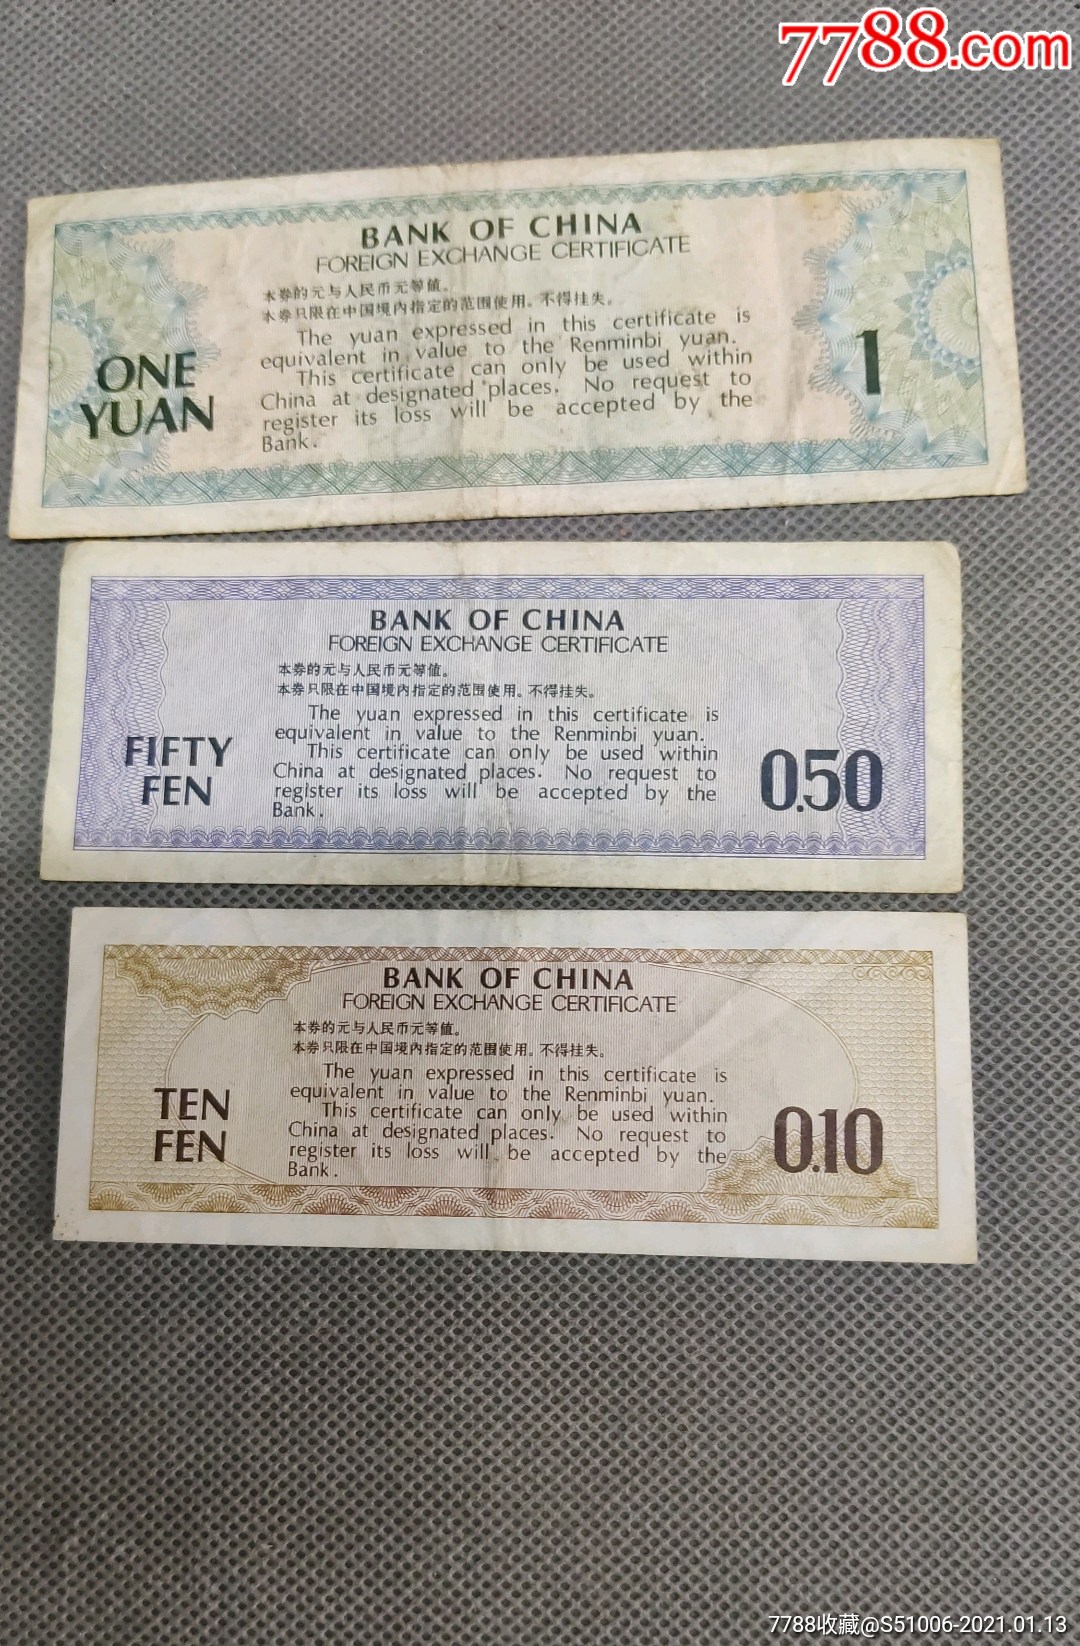 7788.com
BANK OF CHINA
FOREIGN EXCHANGE CERTIFICATE
本券的元与人民币元等值。
本券只限在中国境内指定的范围使用。不得挂失。
The yuan expressed in this certificate is
equivalent in value to the Renminbi yuan.
This certificate can only be used within
China at designated places. No request to
register its loss will be accepted by the
Bank.
ONE
YUAN
1
BANK OF CHINA
FOREIGN EXCHANGE CERTIFICATE
本券的元与人民币元等值。
本券只限在中国境内指定的范围使用。不得挂失。
The yuan expressed in this certificate is
equivalent in value to the Renminbi yuan.
This certificate can only be used within
China at designated places. No request to
register its loss will be accepted by the
Bank.
FIFTY
FEN
0.50
BANK OF CHINA
FOREIGN EXCHANGE CERTIFICATE
本券的元与人民币元等值。
本券只限在中国境内指定的范围使用。不得挂失。
The yuan expressed in this certificate is
equivalent in value to the Renminbi yuan.
This certificate can only be used within
China at designated places. No request to
register its loss will be accepted by the
Bank.
TEN
FEN
0.10
7788收藏@S51006-2021.01.13